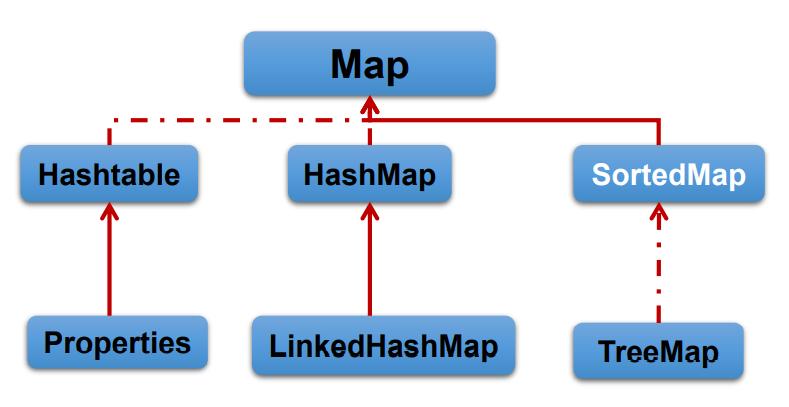 Map
Hashtable
HashMap
SortedMap
Properties
LinkedHashMap
TreeMap